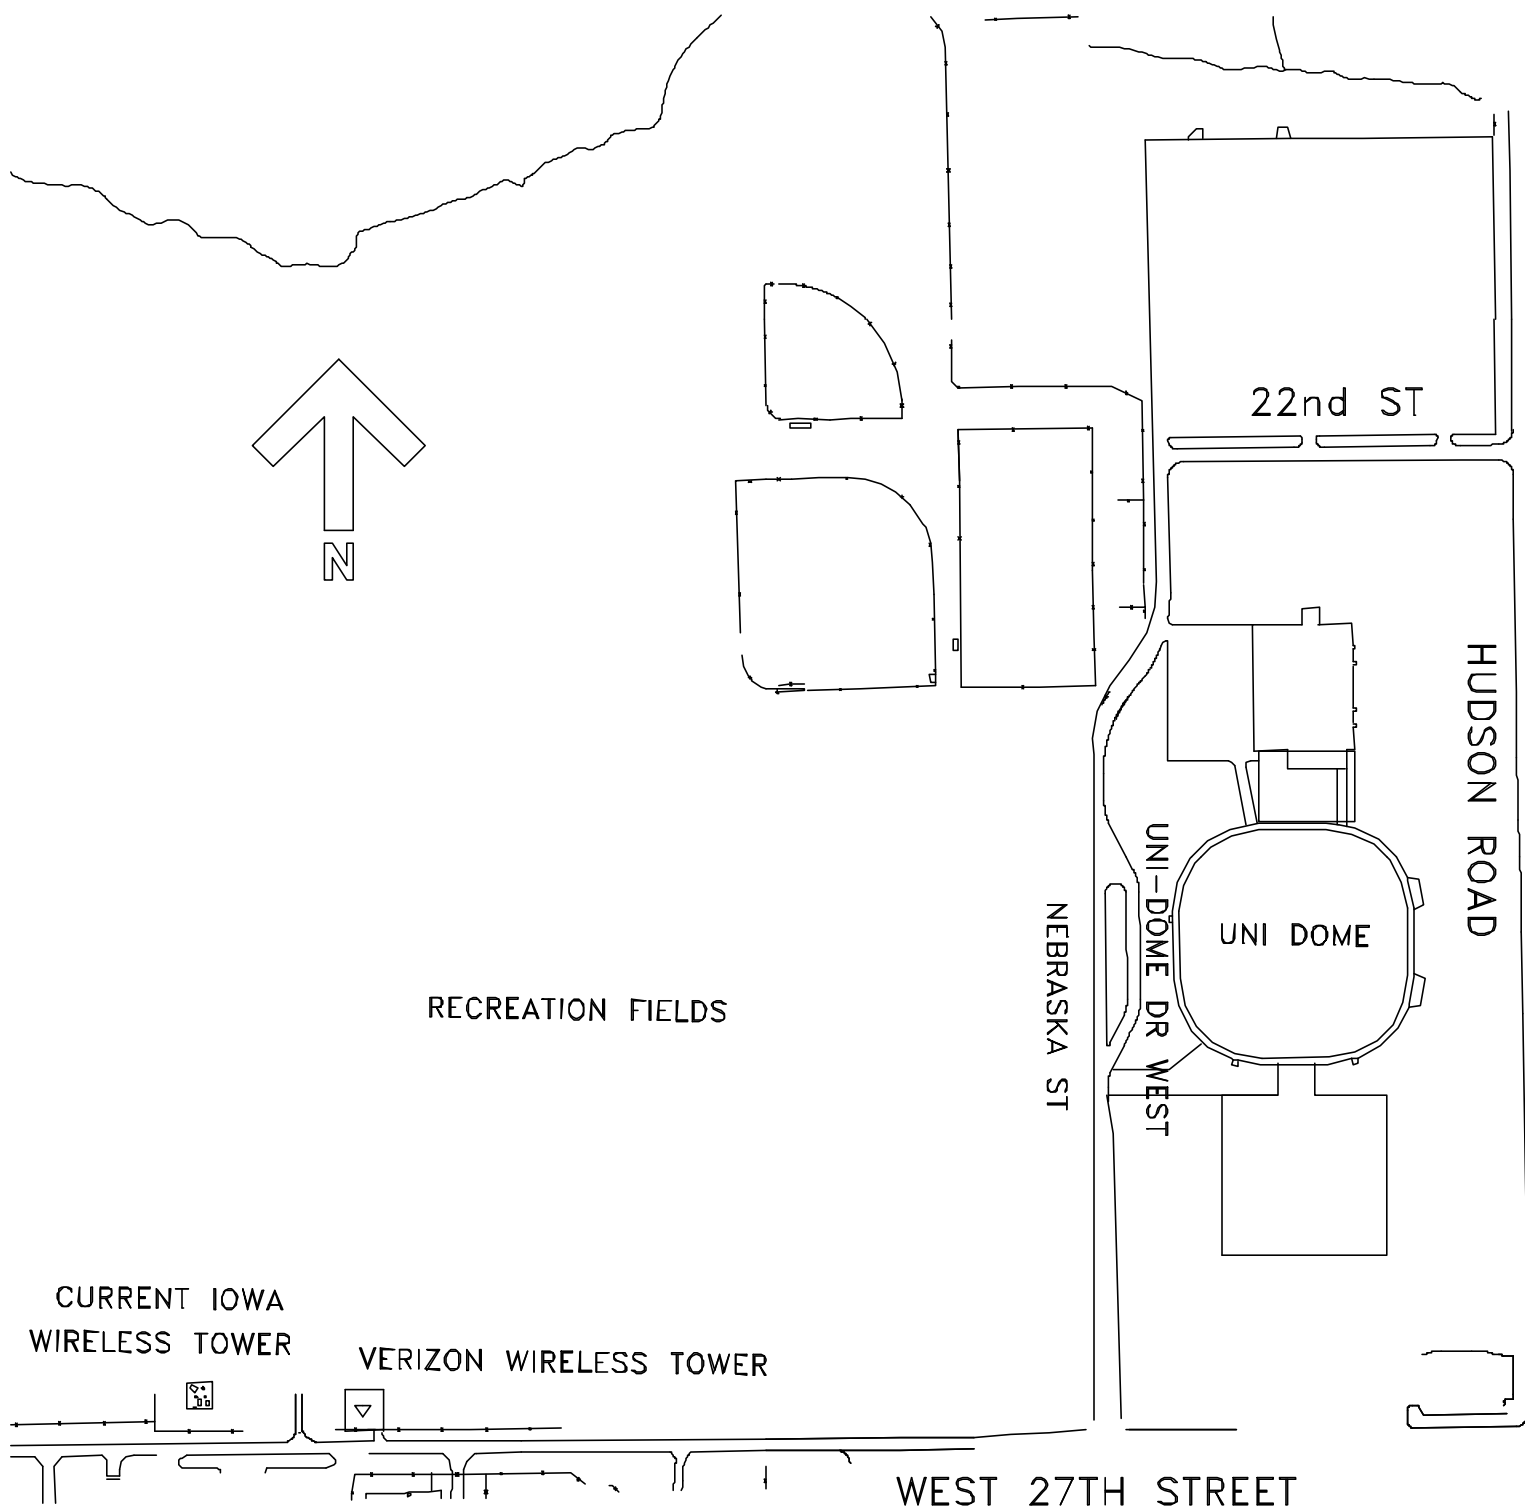 22nd ST
N
HUDSON ROAD
UNI-DOME DR WEST
NEBRASKA ST
UNI DOME
RECREATION FIELDS
CURRENT IOWA
WIRELESS TOWER
VERIZON WIRELESS TOWER
WEST 27TH STREET